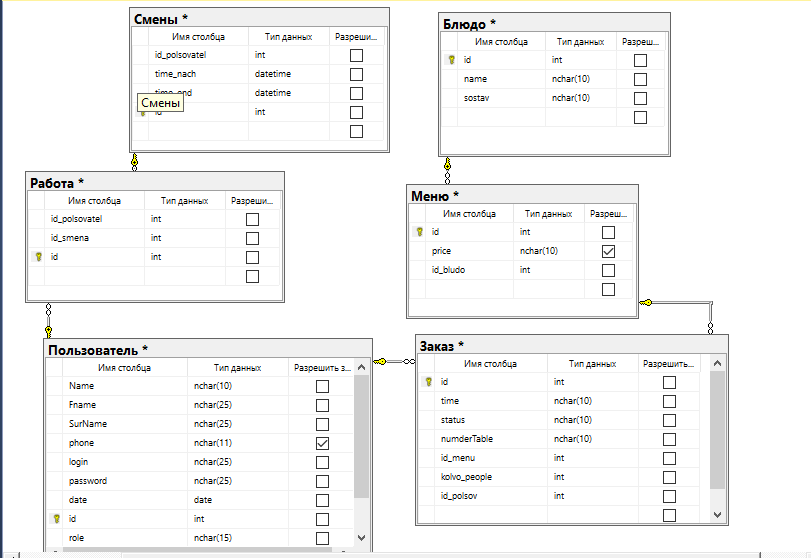 Смены *
Имя столбца Тип данных Разреши...
id_polsovatel int
time_nach datetime
time_end datetime
Смены
id int
Блюдо *
Имя столбца Тип данных Разреш...
id int
name nchar(10)
sostav nchar(10)
Работа *
Имя столбца Тип данных Разреши...
id_polsovatel int
id_smena int
id int
Меню *
Имя столбца Тип данных Разреш...
id int
price nchar(10)
id_bludo int
Пользователь *
Имя столбца Тип данных Разрешить з...
Name nchar(10)
Fname nchar(25)
SurName nchar(25)
phone nchar(11)
login nchar(25)
password nchar(25)
date date
id int
role nchar(15)
Заказ *
Имя столбца Тип данных Разрешить...
id int
time nchar(10)
status nchar(10)
numderTable nchar(10)
id_menu int
kolvo_people int
id_polsov int